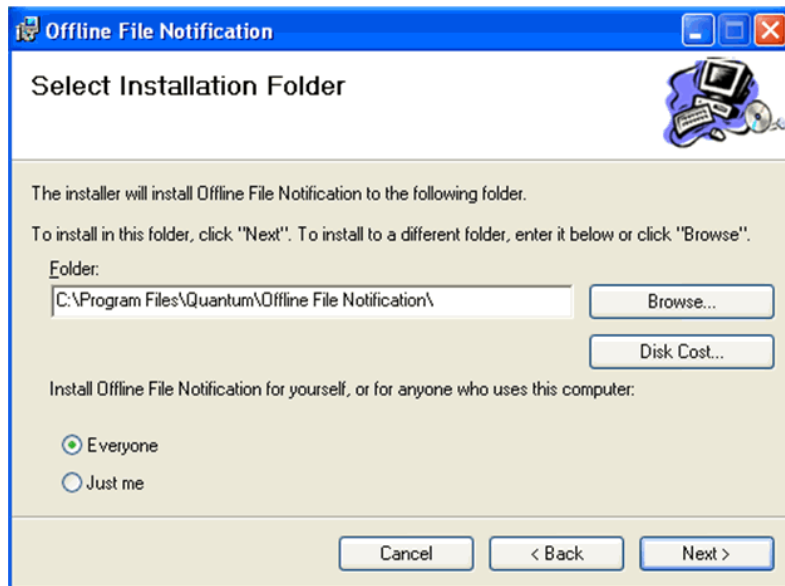 Offline File Notification
Select Installation Folder
The installer will install Offline File Notification to the following folder.
To install in this folder, click "Next". To install to a different folder, enter it below or click "Browse".
Folder:
C:\Program Files\Quantum\Offline File Notification\
Browse...
Disk Cost...
Install Offline File Notification for yourself, or for anyone who uses this computer:
Everyone
Just me
Cancel
< Back
Next >